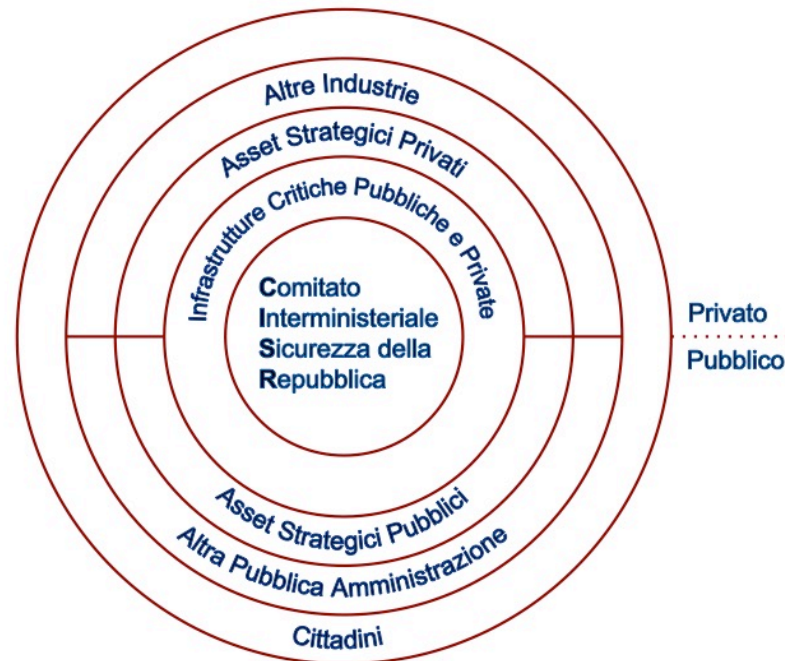 Altre Industrie
Asset Strategici Privati
Infrastrutture Critiche Pubbliche e Private
Comitato
Interministeriale
Sicurezza della
Repubblica
Privato
Pubblico
Asset Strategici Pubblici
Altra Pubblica Amministrazione
Cittadini